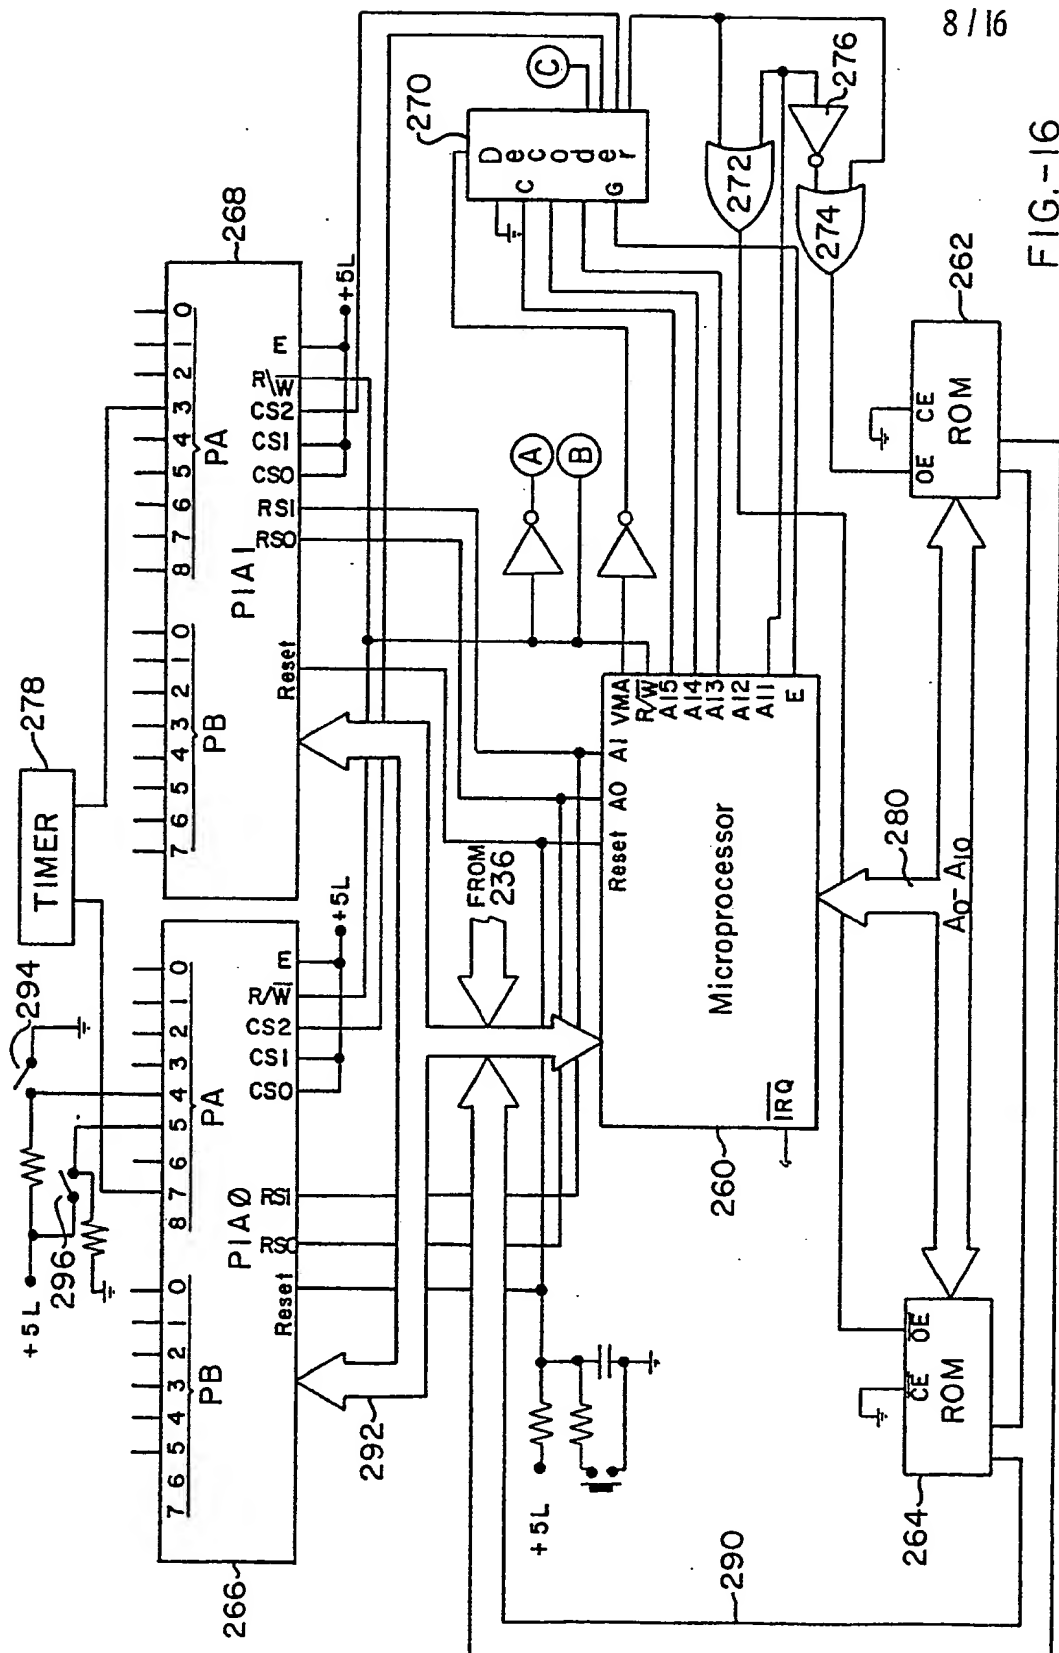 8/16
FIG.-16
278
TIMER
294
+5L
296
266
7 6 5 4 3 2 1 0
PB
8 7 6 5 4 3 2 1 0
PA
PIAØ
Reset
RS0
RS1
CS0
CS1
CS2
R/W̅
E
+5L
268
7 6 5 4 3 2 1 0
PB
8 7 6 5 4 3 2 1 0
PA
PIA1
Reset
RS0
RS1
CS0
CS1
CS2
R\W̅
E
+5L
270
Decoder
C
G
C
A
B
272
274
276
292
FROM
236
+5L
260
Microprocessor
Reset
A0
A1
VMA
R/W̅
A15
A14
A13
A12
A11
E
I̅R̅Q̅
280
A0-A10
290
264
ROM
C̅E̅
O̅E̅
262
ROM
OE
CE